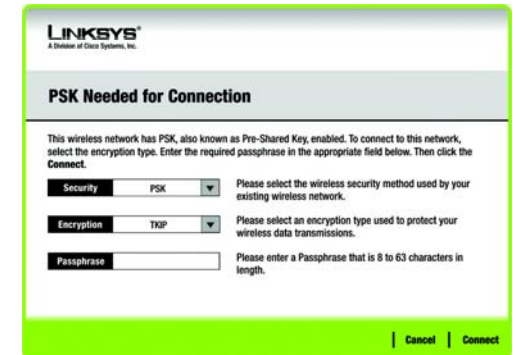 LINKSYS®
A Division of Cisco Systems, Inc.
PSK Needed for Connection
This wireless network has PSK, also known as Pre-Shared Key, enabled. To connect to this network,
select the encryption type. Enter the required passphrase in the appropriate field below. Then click the
Connect.
Security PSK Please select the wireless security method used by your
existing wireless network.
Encryption TKIP Please select an encryption type used to protect your
wireless data transmissions.
Passphrase Please enter a Passphrase that is 8 to 63 characters in
length.
Cancel Connect